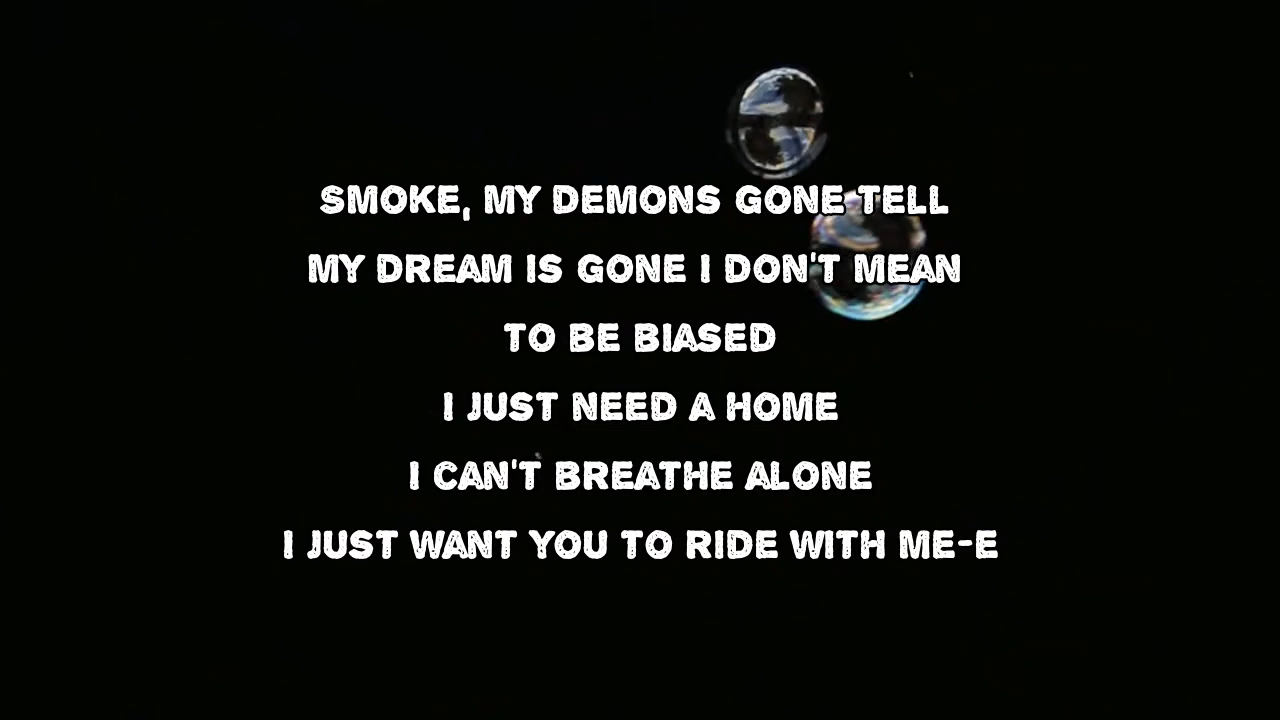 SMOKE, MY DEMONS GONE TELL
MY DREAM IS GONE I DON'T MEAN
TO BE BIASED
I JUST NEED A HOME
I CAN'T BREATHE ALONE
I JUST WANT YOU TO RIDE WITH ME-E